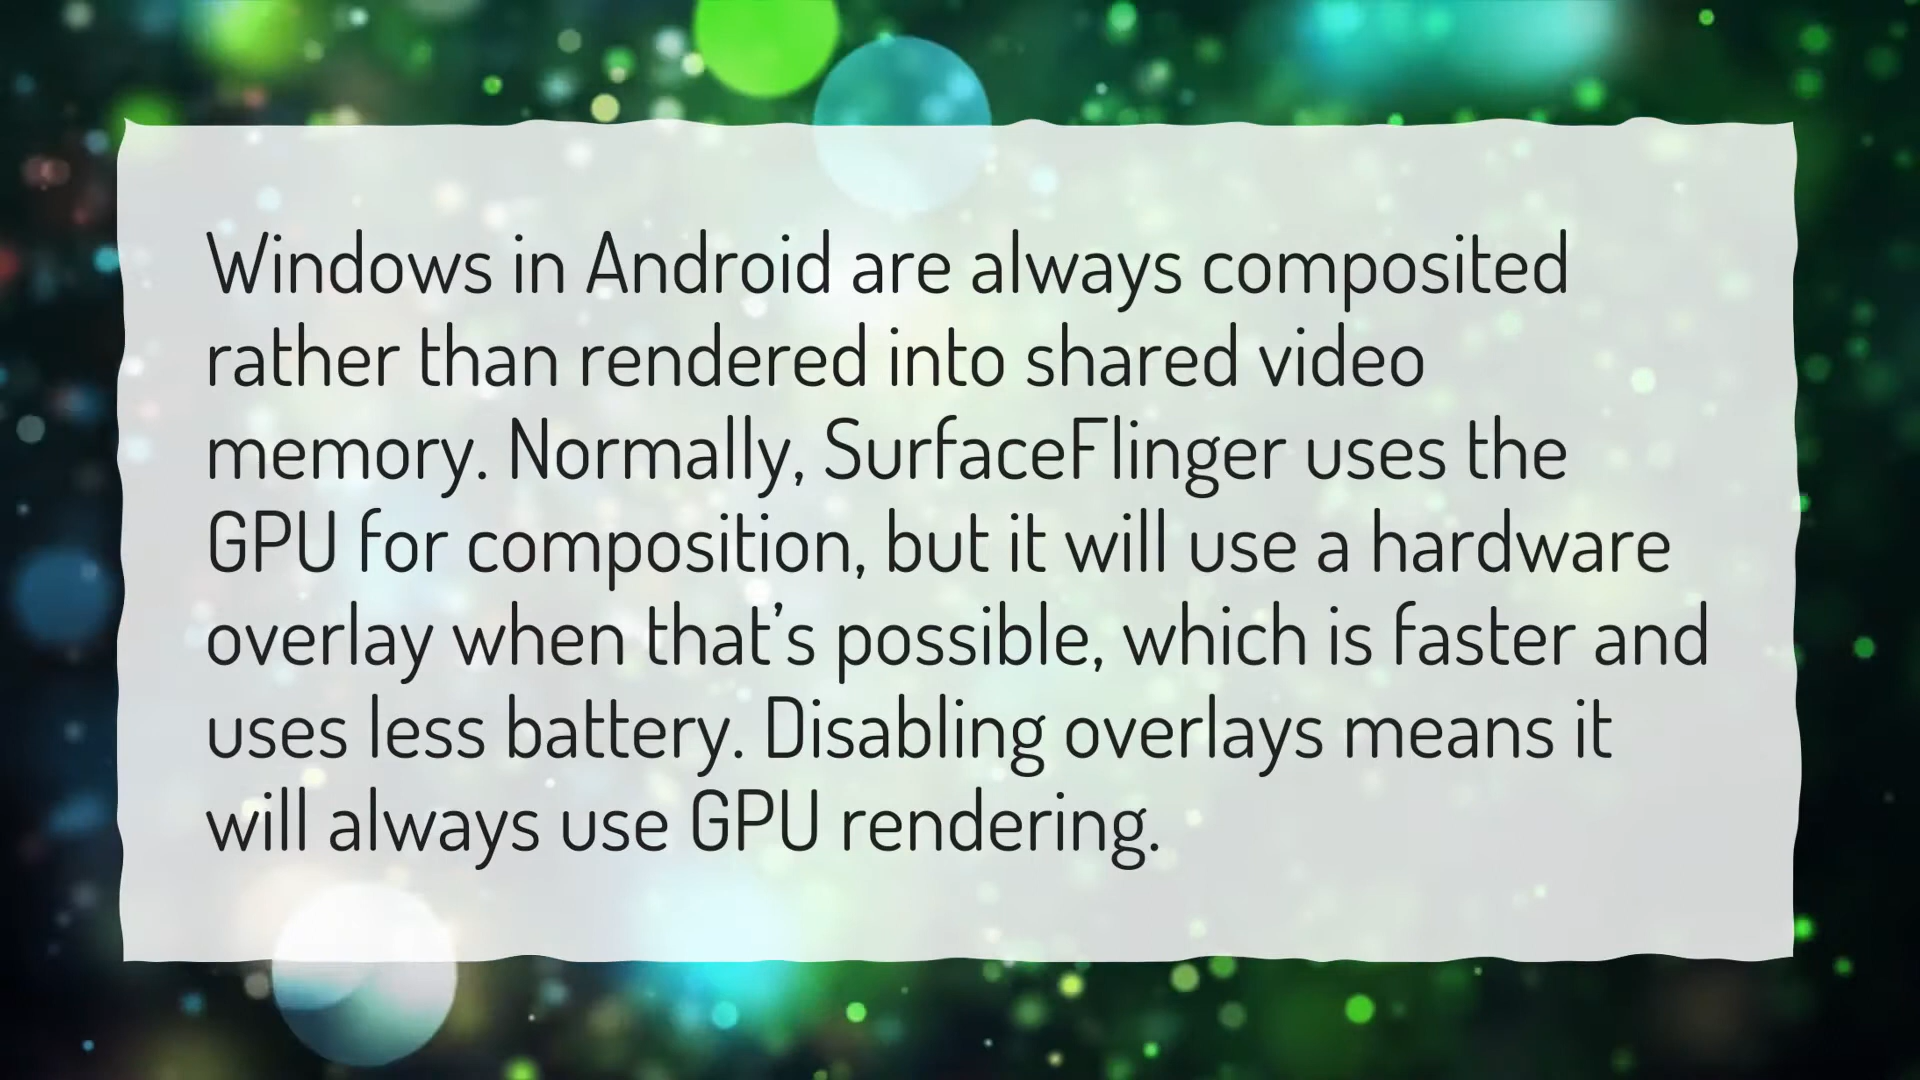 Windows in Android are always composited
rather than rendered into shared video
memory. Normally, SurfaceFlinger uses the
GPU for composition, but it will use a hardware
overlay when that’s possible, which is faster and
uses less battery. Disabling overlays means it
will always use GPU rendering.